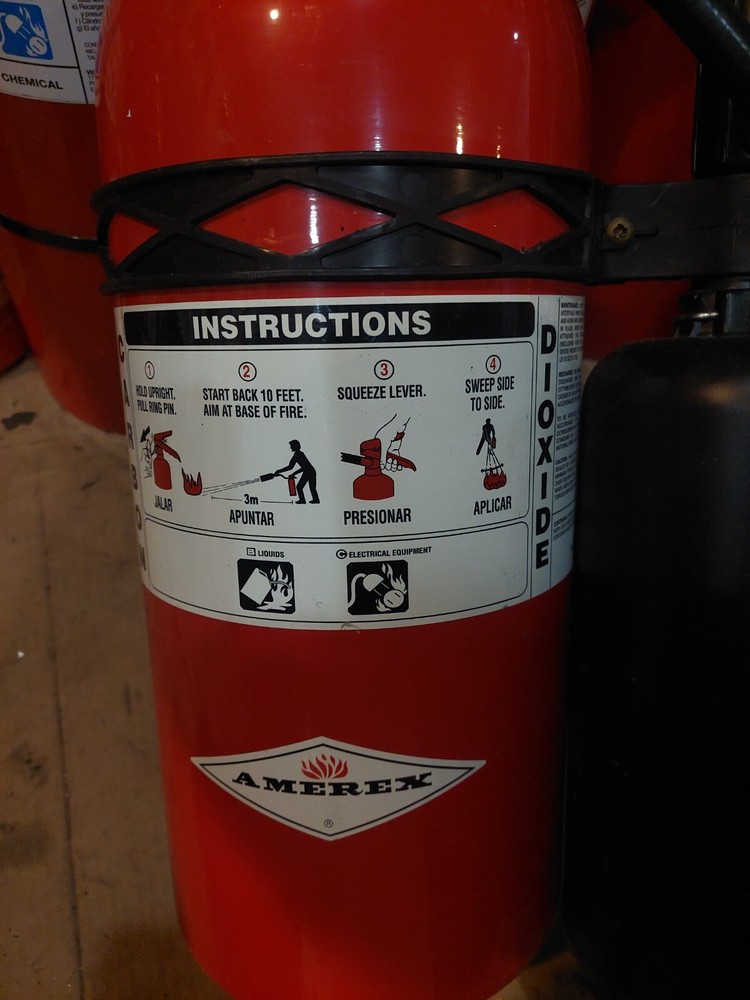 CHEMICAL
INSTRUCTIONS
CARBON
DIOXIDE
1
HOLD UPRIGHT.
PULL RING PIN.
JALAR
2
START BACK 10 FEET.
AIM AT BASE OF FIRE.
3m
APUNTAR
3
SQUEEZE LEVER.
PRESIONAR
4
SWEEP SIDE
TO SIDE.
APLICAR
B LIQUIDS
C ELECTRICAL EQUIPMENT
AMEREX
®